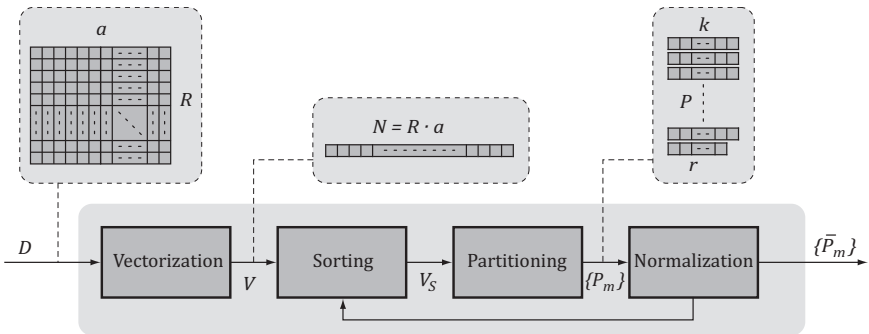 a
R
N = R · a
k
P
r
D
Vectorization
V
Sorting
V_S
Partitioning
{P_m}
Normalization
{P̄_m}